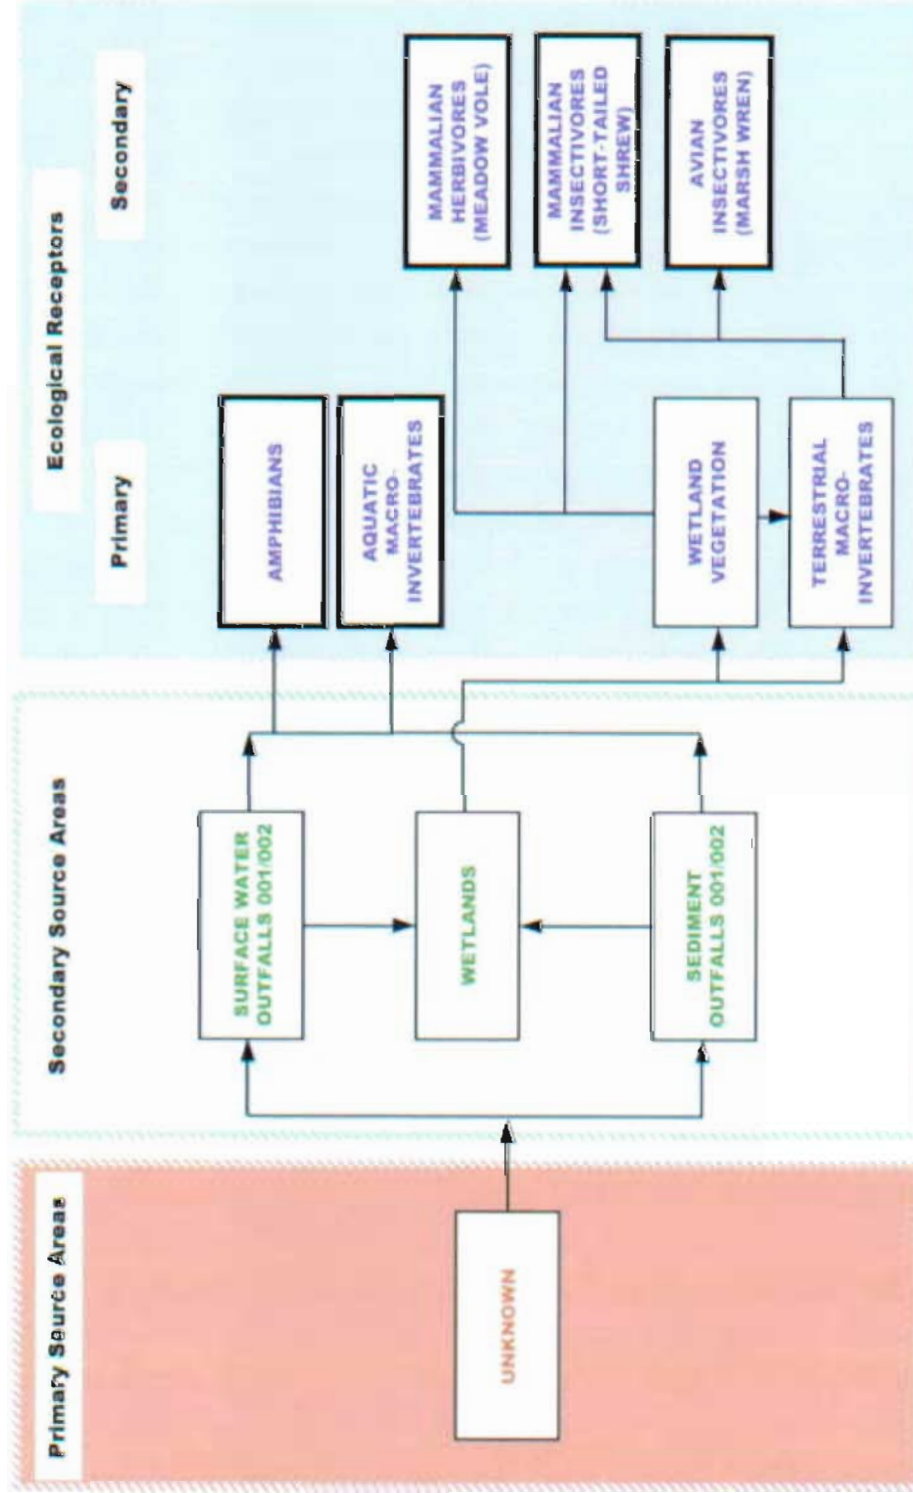 Primary Source Areas
UNKNOWN
Secondary Source Areas
SURFACE WATER
OUTFALLS 001/002
WETLANDS
SEDIMENT
OUTFALLS 001/002
Ecological Receptors
Primary
Secondary
AMPHIBIANS
AQUATIC
MACRO-
INVERTEBRATES
WETLAND
VEGETATION
TERRESTRIAL
MACRO-
INVERTEBRATES
MAMMALIAN
HERBIVORES
(MEADOW VOLE)
MAMMALIAN
INSECTIVORES
(SHORT-TAILED
SHREW)
AVIAN
INSECTIVORES
(MARSH WREN)